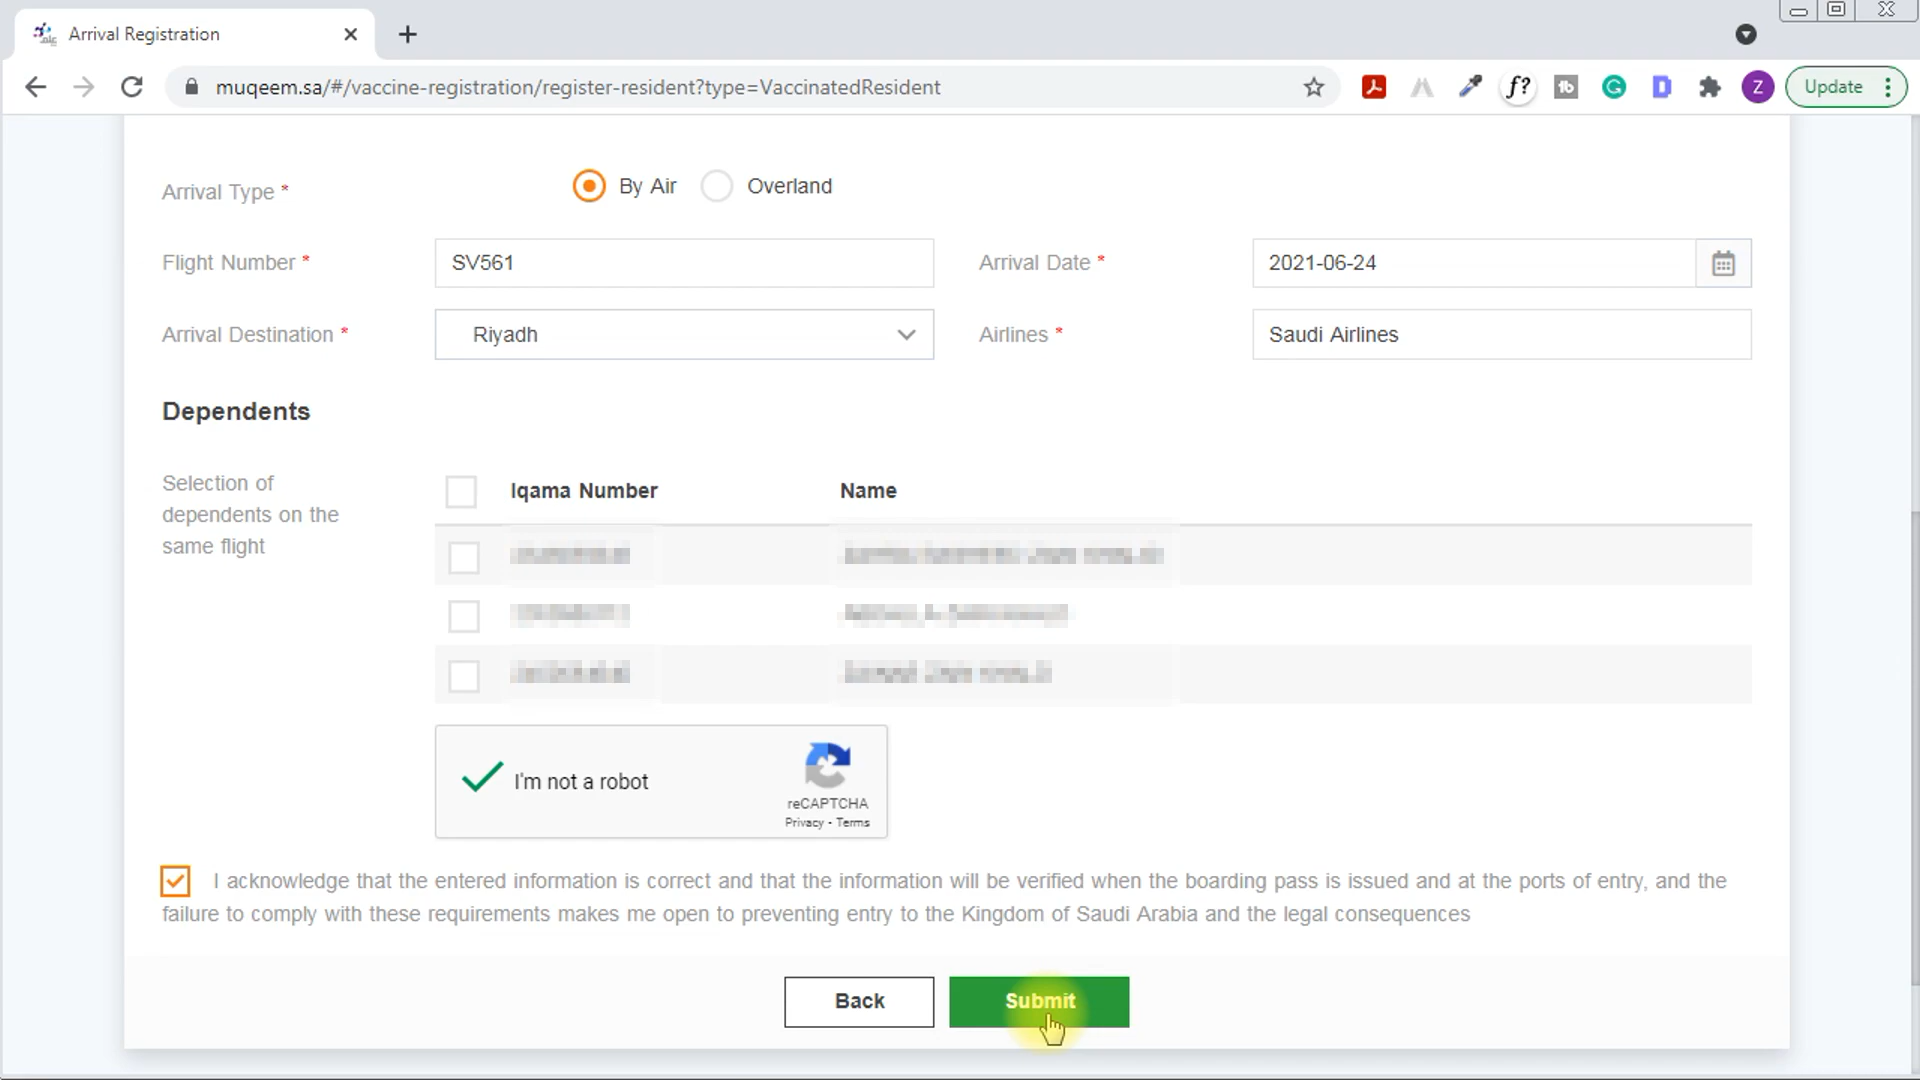 Arrival Registration
muqeem.sa/#/vaccine-registration/register-resident?type=VaccinatedResident
f?
tb
G
D
Z
Update
Arrival Type *
By Air
Overland
Flight Number *
SV561
Arrival Date *
2021-06-24
Arrival Destination *
Riyadh
Airlines *
Saudi Airlines
Dependents
Selection of
dependents on the
same flight
Iqama Number
Name
I'm not a robot
reCAPTCHA
Privacy - Terms
I acknowledge that the entered information is correct and that the information will be verified when the boarding pass is issued and at the ports of entry, and the
failure to comply with these requirements makes me open to preventing entry to the Kingdom of Saudi Arabia and the legal consequences
Back
Submit